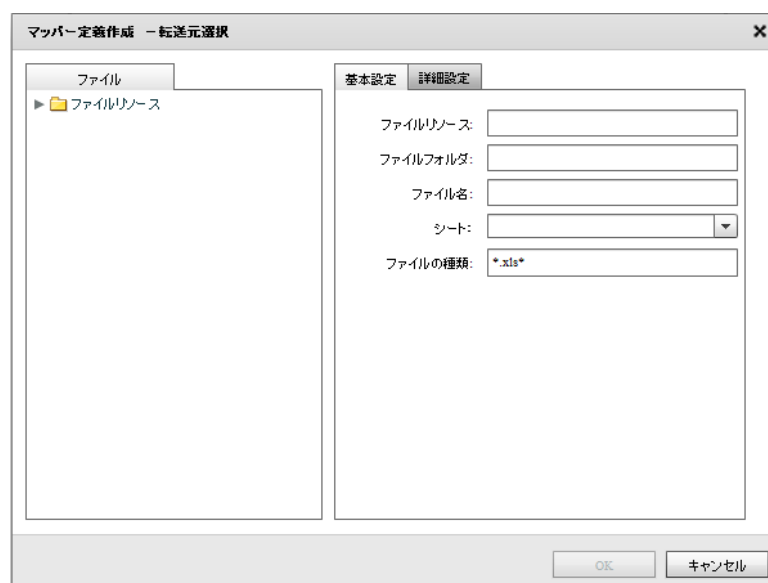 マッパー定義作成 －転送元選択
ファイル
ファイルリソース
基本設定 詳細設定
ファイルリソース:
ファイルフォルダ:
ファイル名:
シート:
ファイルの種類: *.xls*
OK キャンセル